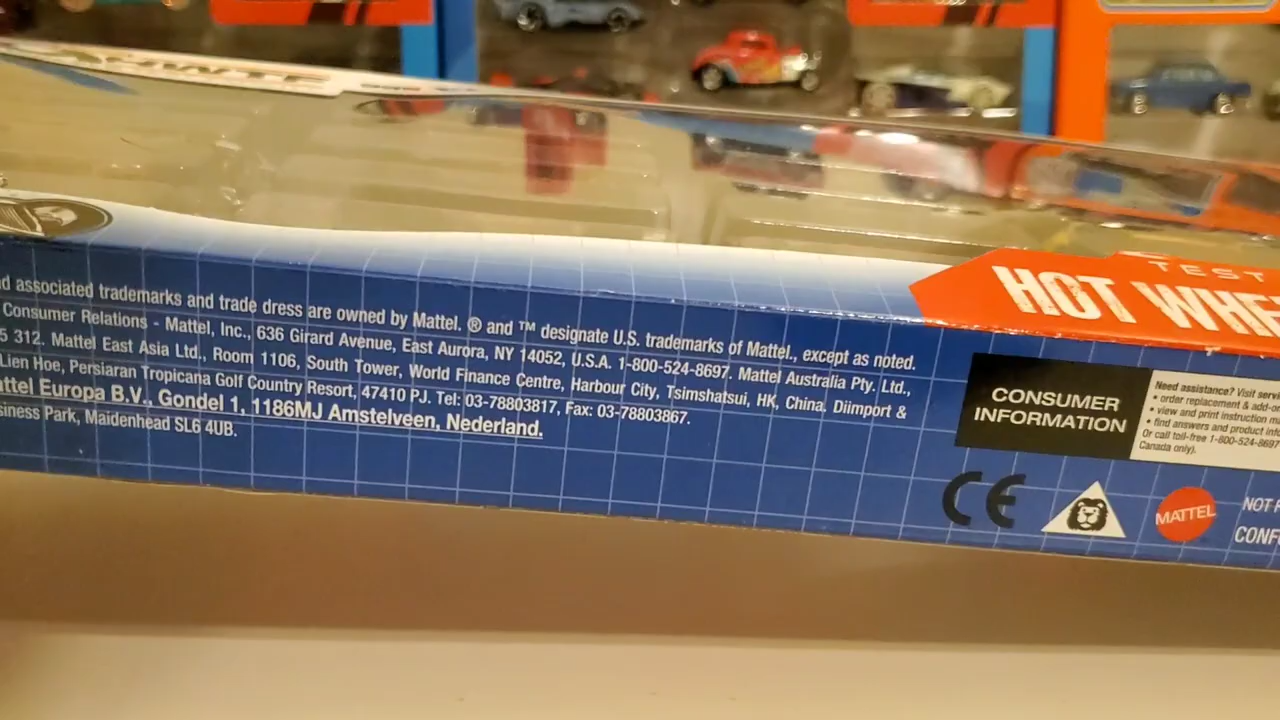 TEST
HOT WHE
d associated trademarks and trade dress are owned by Mattel. ® and ™ designate U.S. trademarks of Mattel., except as noted.
Consumer Relations - Mattel, Inc., 636 Girard Avenue, East Aurora, NY 14052, U.S.A. 1-800-524-8697. Mattel Australia Pty. Ltd.,
5 312. Mattel East Asia Ltd., Room 1106, South Tower, World Finance Centre, Harbour City, Tsimshatsui, HK, China. Diimport &
Lien Hoe, Persiaran Tropicana Golf Country Resort, 47410 PJ. Tel: 03-78803817, Fax: 03-78803867.
attel Europa B.V., Gondel 1, 1186MJ Amstelveen, Nederland.
siness Park, Maidenhead SL6 4UB.
CONSUMER
INFORMATION
Need assistance? Visit serv
• order replacement & add-o
• view and print instruction m
• find answers and product info
Or call toll-free 1-800-524-8697
Canada only).
CE
MATTEL
NOT F
CONF